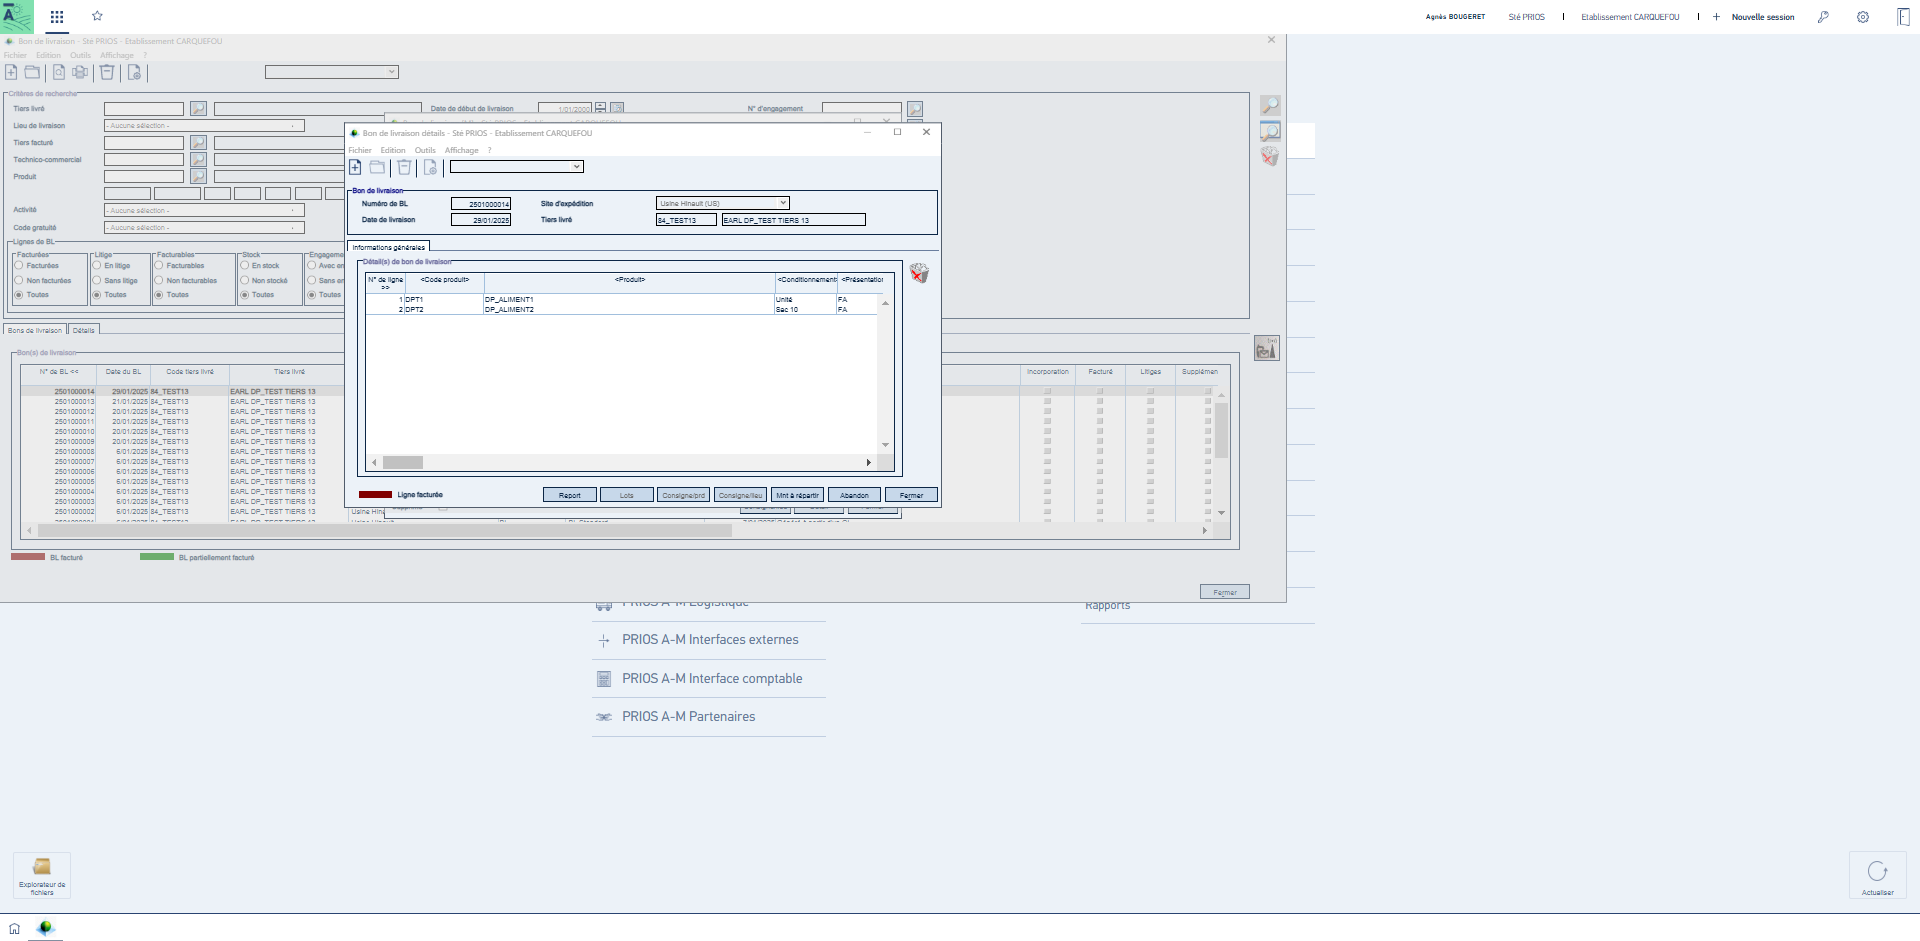 Agnès BOUGERET
Sté PRIOS
Etablissement CARQUEFOU
Nouvelle session
Bon de livraison - Sté PRIOS - Etablissement CARQUEFOU
Fichier Edition Outils Affichage ?
Critères de recherche
Tiers livré
Date de début de livraison 1/01/2000
N° d'engagement
Lieu de livraison - Aucune sélection -
Tiers facturé
Technico-commercial
Produit
Activité - Aucune sélection -
Code gratuité - Aucune sélection -
Lignes de BL
Facturées Litige Facturables Stock Engageme
Facturées En litige Facturables En stock Avec en
Non facturées Sans litige Non facturables Non stocké Sans en
Toutes Toutes Toutes Toutes Toutes
Bons de livraison Détails
Bon(s) de livraison
N° de BL << Date du BL Code tiers livré Tiers livré Incorporation Facturé Litiges Supplémen
2501000014 29/01/2025 84_TEST13 EARL DP_TEST TIERS 13
2501000013 21/01/2025 84_TEST13 EARL DP_TEST TIERS 13
2501000012 20/01/2025 84_TEST13 EARL DP_TEST TIERS 13
2501000011 20/01/2025 84_TEST13 EARL DP_TEST TIERS 13
2501000010 20/01/2025 84_TEST13 EARL DP_TEST TIERS 13
2501000009 20/01/2025 84_TEST13 EARL DP_TEST TIERS 13
2501000008 6/01/2025 84_TEST13 EARL DP_TEST TIERS 13
2501000007 6/01/2025 84_TEST13 EARL DP_TEST TIERS 13
2501000006 6/01/2025 84_TEST13 EARL DP_TEST TIERS 13
2501000005 6/01/2025 84_TEST13 EARL DP_TEST TIERS 13
2501000004 6/01/2025 84_TEST13 EARL DP_TEST TIERS 13
2501000003 6/01/2025 84_TEST13 EARL DP_TEST TIERS 13
2501000002 6/01/2025 84_TEST13 EARL DP_TEST TIERS 13 Usine Hinau
BL facturé
BL partiellement facturé
Fermer
Bon de livraison détails - Sté PRIOS - Etablissement CARQUEFOU
Fichier Edition Outils Affichage ?
Bon de livraison
Numéro de BL 2501000014 Site d'expédition Usine Hinault (US)
Date de livraison 29/01/2025 Tiers livré 84_TEST13 EARL DP_TEST TIERS 13
Informations générales
Détail(s) de bon de livraison
N° de ligne >> <Code produit> <Produit> <Conditionnement <Présentation
1 DPT1 DP_ALIMENT1 Unité FA
2 DPT2 DP_ALIMENT2 Sac 10 FA
Ligne facturée
Report Lots Consigne/prd Consigne/lieu Mnt à répartir Abandon Fermer
PRIOS A-M Logistique
Rapports
PRIOS A-M Interfaces externes
PRIOS A-M Interface comptable
PRIOS A-M Partenaires
Explorateur de
fichiers
Actualiser